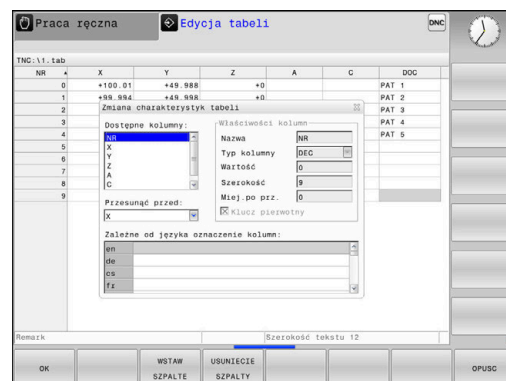 Praca ręczna
Edycja tabeli
DNC
TNC:\1.tab
NR X Y Z A C DOC
0 +100.01 +49.988 +0 PAT 1
1 +99.994 +49.998 +0 PAT 2
2 PAT 3
3 PAT 4
4 PAT 5
5
6
7
8
9
Zmiana charakterystyk tabeli
Dostępne kolumny:
NR
X
Y
Z
A
C
Przesunąć przed:
X
Właściwości kolumn
Nazwa NR
Typ kolumny DEC
Wartość 0
Szerokość 9
Miej.po prz. 0
Klucz pierwotny
Zależne od języka oznaczenie kolumn:
en
de
cs
fr
Remark
Szerokość tekstu 12
OK
WSTAW SZPALTE
USUNIECIE SZPALTY
OPUSC